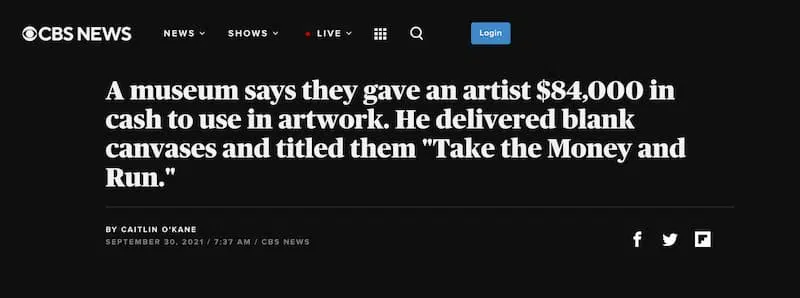 CBS NEWS NEWS SHOWS LIVE Login
A museum says they gave an artist $84,000 in
cash to use in artwork. He delivered blank
canvases and titled them "Take the Money and
Run."
BY CAITLIN O'KANE
SEPTEMBER 30, 2021 / 7:37 AM / CBS NEWS